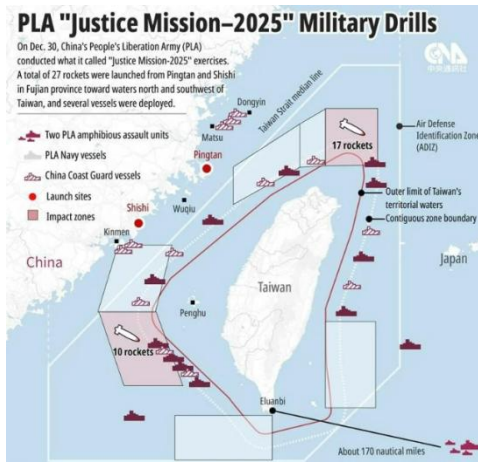 PLA "Justice Mission–2025" Military Drills
On Dec. 30, China's People's Liberation Army (PLA)
conducted what it called "Justice Mission-2025" exercises.
A total of 27 rockets were launched from Pingtan and Shishi
in Fujian province toward waters north and southwest of
Taiwan, and several vessels were deployed.
CNA
中央通訊社
Two PLA amphibious assault units
PLA Navy vessels
China Coast Guard vessels
Launch sites
Impact zones
Dongyin
Matsu
Pingtan
Taiwan Strait median line
17 rockets
Air Defense
Identification Zone
(ADIZ)
Outer limit of Taiwan's
territorial waters
Contiguous zone boundary
Shishi
Wuqiu
Kinmen
China
Japan
Taiwan
Penghu
10 rockets
Eluanbi
About 170 nautical miles